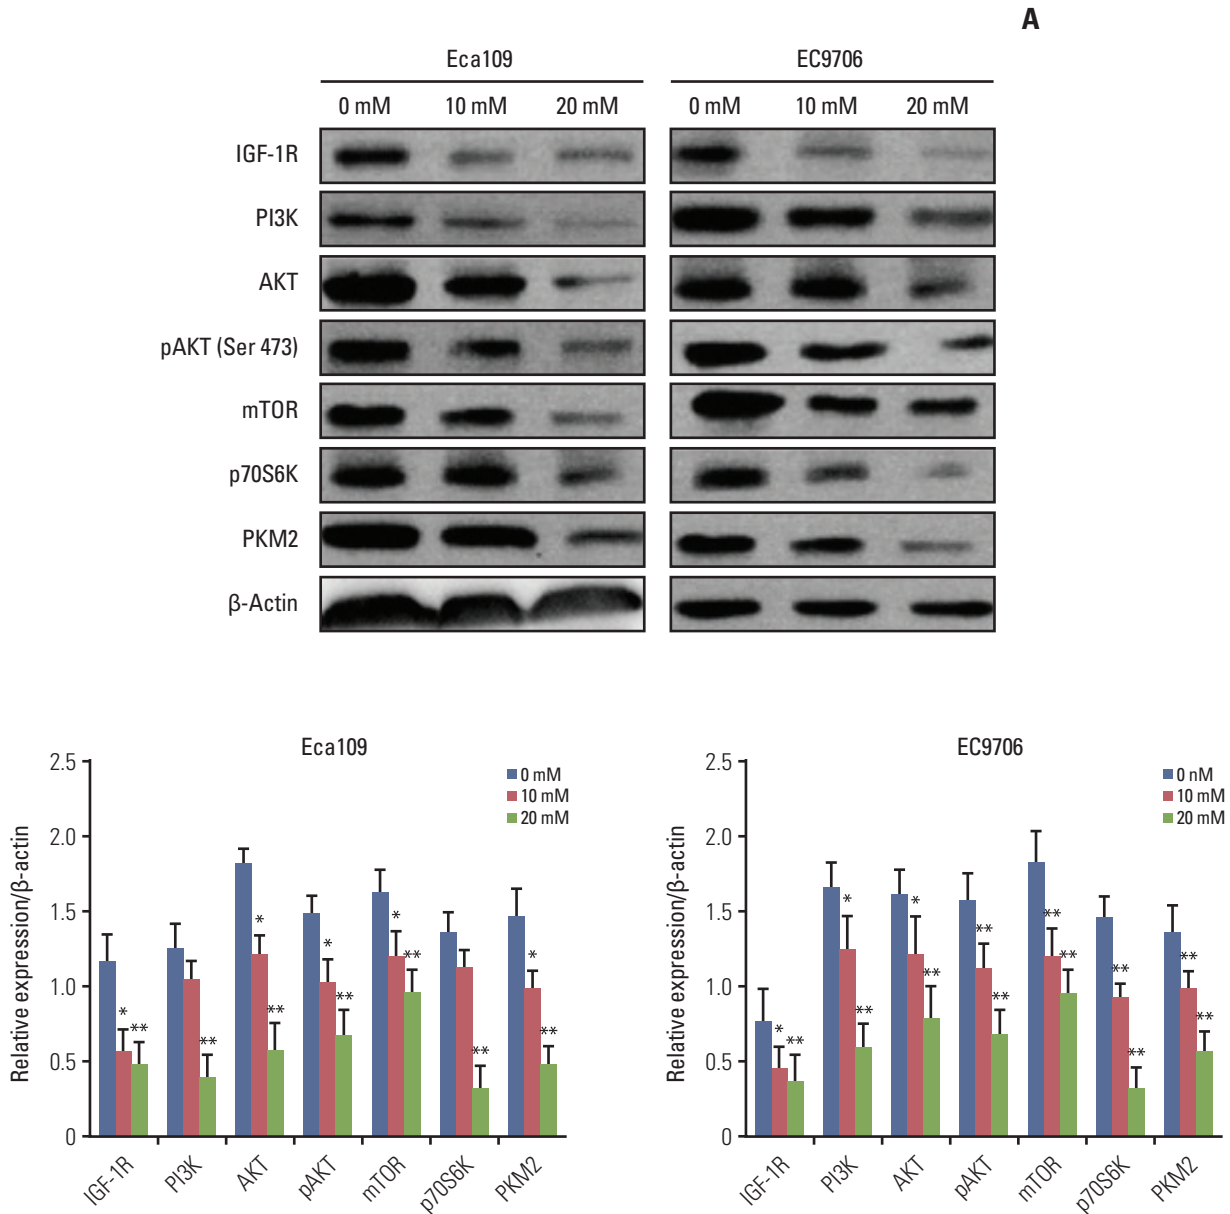 A
Eca109 EC9706
0 mM 10 mM 20 mM 0 mM 10 mM 20 mM
IGF-1R
PI3K
AKT
pAKT (Ser 473)
mTOR
p70S6K
PKM2
β-Actin
Eca109
2.5
2.0
1.5
1.0
0.5
0
Relative expression/β-actin
0 mM
10 mM
20 mM
* ** ** * ** * ** * ** ** * **
IGF-1R PI3K AKT pAKT mTOR p70S6K PKM2
EC9706
2.5
2.0
1.5
1.0
0.5
0
Relative expression/β-actin
0 nM
10 mM
20 mM
* ** * ** * ** ** ** ** ** ** ** ** **
IGF-1R PI3K AKT pAKT mTOR p70S6K PKM2